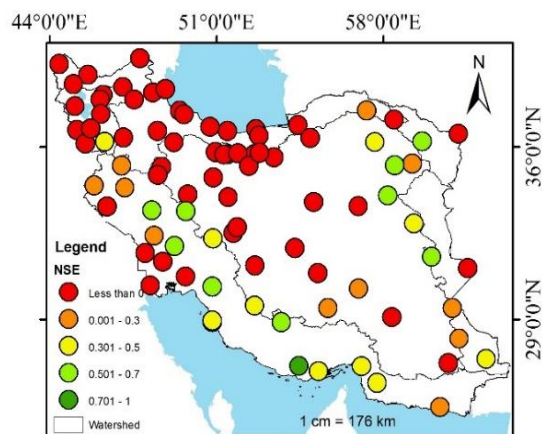 44°0'0"E 51°0'0"E 58°0'0"E
N
36°0'0"N
29°0'0"N
Legend
NSE
Less than 0
0.001 - 0.3
0.301 - 0.5
0.501 - 0.7
0.701 - 1
Watershed
1 cm = 176 km